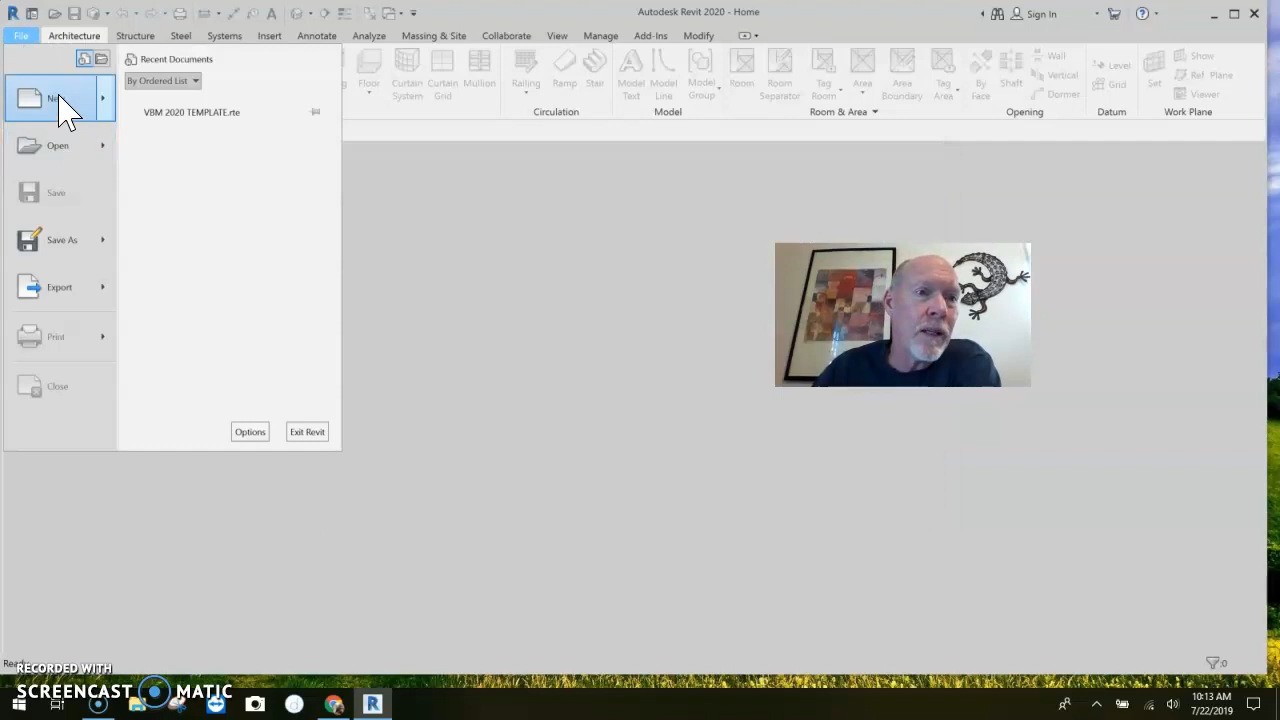 Autodesk Revit 2020 - Home
Sign In
File Architecture Structure Steel Systems Insert Annotate Analyze Massing & Site Collaborate View Manage Add-Ins Modify
Recent Documents
By Ordered List
VBM 2020 TEMPLATE.rte
Open
Save
Save As
Export
Print
Close
Options Exit Revit
Floor Curtain System Curtain Grid Mullion
Railing Ramp Stair
Circulation
Model Text Model Line Model Group
Model
Room Room Separator Tag Room Area Area Boundary Tag Area
Room & Area
By Face Shaft Wall Vertical Dormer
Opening
Level Grid
Datum
Set Show Ref Plane Viewer
Work Plane
:0
RECORDED WITH
SCREENCAST MATIC
10:13 AM
7/22/2019